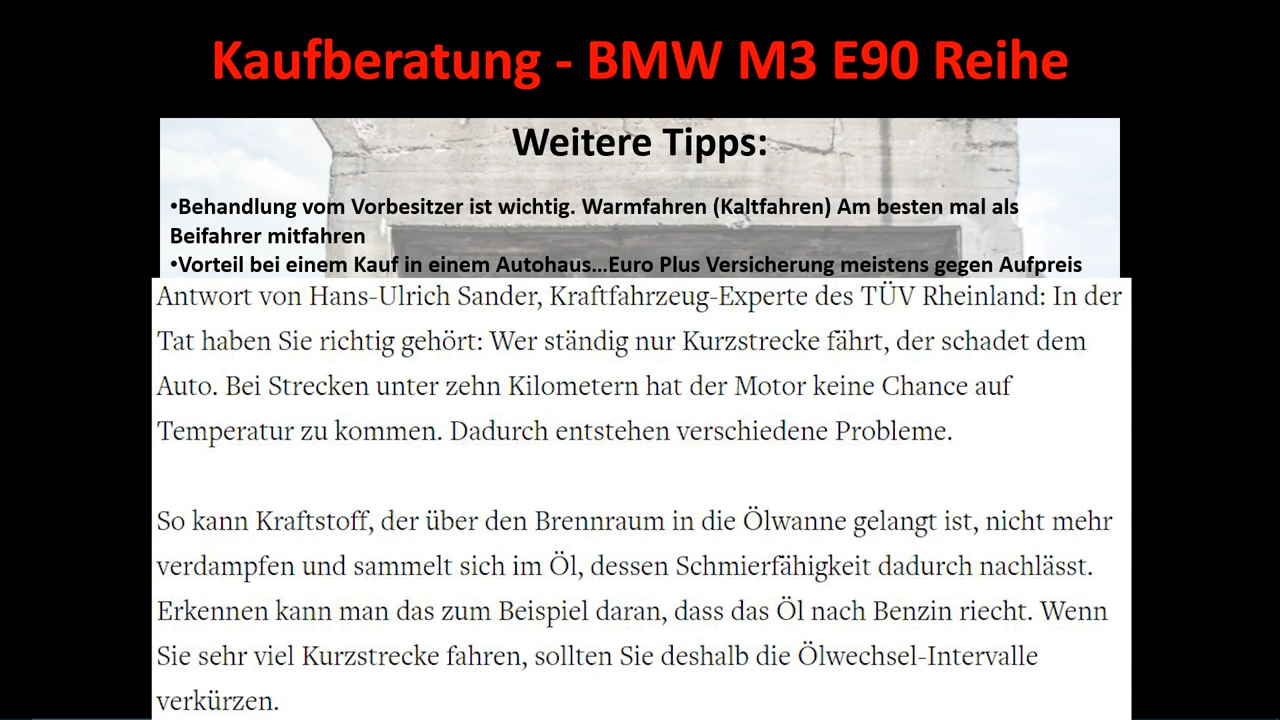 Kaufberatung - BMW M3 E90 Reihe
Weitere Tipps:
•Behandlung vom Vorbesitzer ist wichtig. Warmfahren (Kaltfahren) Am besten mal als
Beifahrer mitfahren
•Vorteil bei einem Kauf in einem Autohaus...Euro Plus Versicherung meistens gegen Aufpreis
Antwort von Hans-Ulrich Sander, Kraftfahrzeug-Experte des TÜV Rheinland: In der
Tat haben Sie richtig gehört: Wer ständig nur Kurzstrecke fährt, der schadet dem
Auto. Bei Strecken unter zehn Kilometern hat der Motor keine Chance auf
Temperatur zu kommen. Dadurch entstehen verschiedene Probleme.
So kann Kraftstoff, der über den Brennraum in die Ölwanne gelangt ist, nicht mehr
verdampfen und sammelt sich im Öl, dessen Schmierfähigkeit dadurch nachlässt.
Erkennen kann man das zum Beispiel daran, dass das Öl nach Benzin riecht. Wenn
Sie sehr viel Kurzstrecke fahren, sollten Sie deshalb die Ölwechsel-Intervalle
verkürzen.